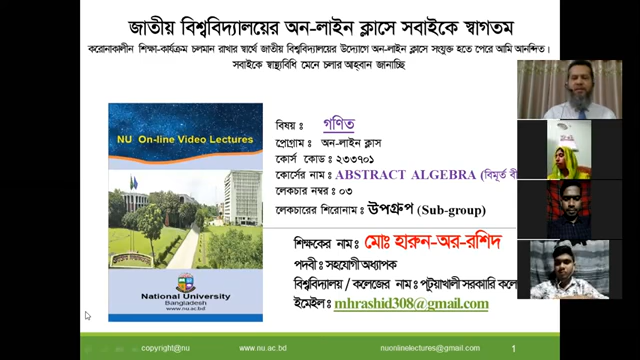 জাতীয় বিশ্ববিদ্যালয়ের অন-লাইন ক্লাসে সবাইকে স্বাগতম
করোনাকালীন শিক্ষা-কার্যক্রম চলমান রাখার স্বার্থে জাতীয় বিশ্ববিদ্যালয়ের উদ্যোগে অন-লাইন ক্লাসে সংযুক্ত হতে পেরে আমি আনন্দিত।
সবাইকে স্বাস্থ্যবিধি মেনে চলার আহ্বান জানাচ্ছি
NU On-line Video Lectures
National University
Bangladesh
www.nu.ac.bd
বিষয় ঃ গণিত
প্রোগ্রাম ঃ অন-লাইন ক্লাস
কোর্স কোড ঃ ২৩৩৭০১
কোর্সের নাম ঃ ABSTRACT ALGEBRA (বিমূর্ত বী
লেকচার নম্বর ঃ ০৩
লেকচারের শিরোনাম ঃ উপগ্রুপ (Sub-group)
শিক্ষকের নাম ঃ মোঃ হারুন-অর-রশিদ
পদবী ঃ সহযোগী অধ্যাপক
বিশ্ববিদ্যালয় / কলেজের নাম ঃ পটুয়াখালী সরকারি কলে
ইমেইল ঃ mhrashid308@gmail.com
copyright@nu
www.nu.ac.bd
nuonlinelectures@gmail.com
1